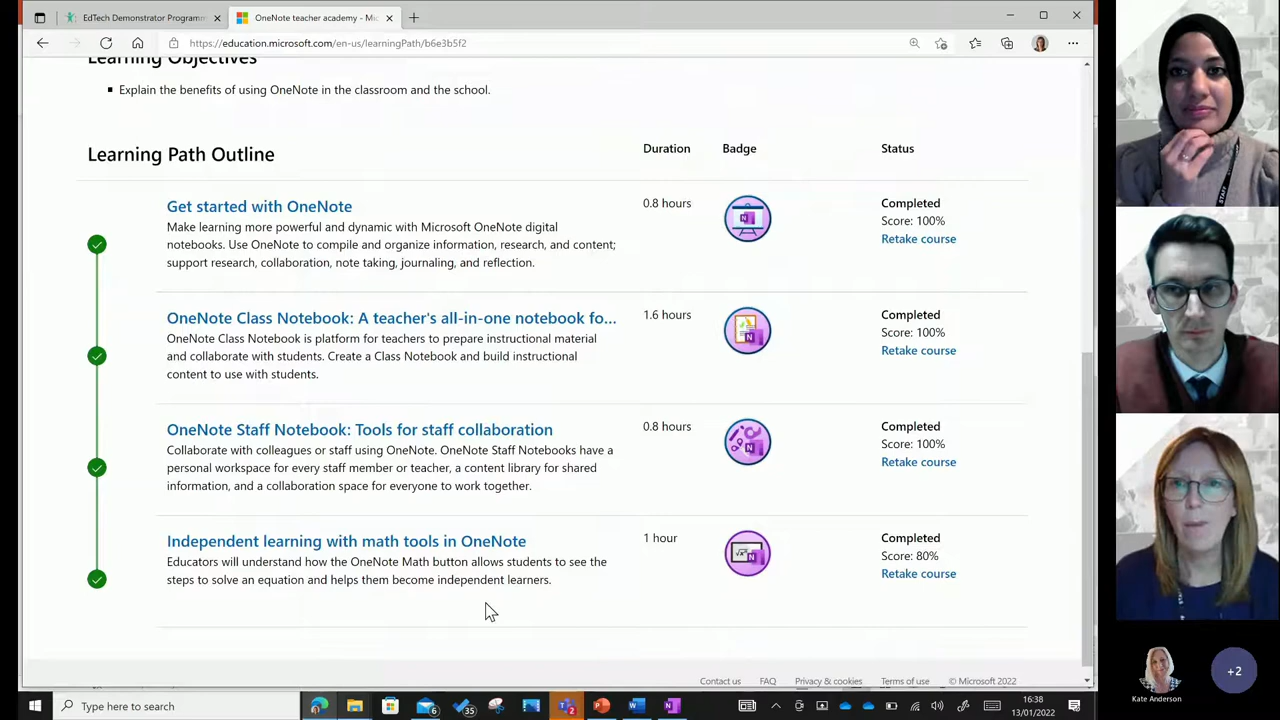 EdTech Demonstrator Programm
OneNote teacher academy - Mic
https://education.microsoft.com/en-us/learningPath/b6e3b5f2
Learning Objectives
Explain the benefits of using OneNote in the classroom and the school.
Learning Path Outline
Duration
Badge
Status
Get started with OneNote
Make learning more powerful and dynamic with Microsoft OneNote digital
notebooks. Use OneNote to compile and organize information, research, and content;
support research, collaboration, note taking, journaling, and reflection.
0.8 hours
Completed
Score: 100%
Retake course
OneNote Class Notebook: A teacher's all-in-one notebook fo...
OneNote Class Notebook is platform for teachers to prepare instructional material
and collaborate with students. Create a Class Notebook and build instructional
content to use with students.
1.6 hours
Completed
Score: 100%
Retake course
OneNote Staff Notebook: Tools for staff collaboration
Collaborate with colleagues or staff using OneNote. OneNote Staff Notebooks have a
personal workspace for every staff member or teacher, a content library for shared
information, and a collaboration space for everyone to work together.
0.8 hours
Completed
Score: 100%
Retake course
Independent learning with math tools in OneNote
Educators will understand how the OneNote Math button allows students to see the
steps to solve an equation and helps them become independent learners.
1 hour
Completed
Score: 80%
Retake course
Contact us
FAQ
Privacy & cookies
Terms of use
© Microsoft 2022
Type here to search
35
16:38
13/01/2022
STAFF
Kate Anderson
+2